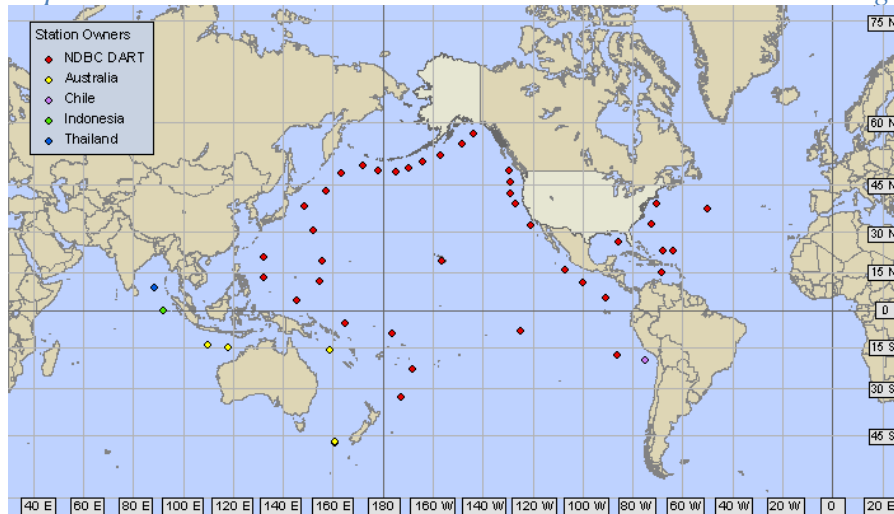 Station Owners
NDBC DART
Australia
Chile
Indonesia
Thailand
75 N
60 N
45 N
30 N
15 N
0
15 S
30 S
45 S
40 E
60 E
80 E
100 E
120 E
140 E
160 E
180
160 W
140 W
120 W
100 W
80 W
60 W
40 W
20 W
0
20 E